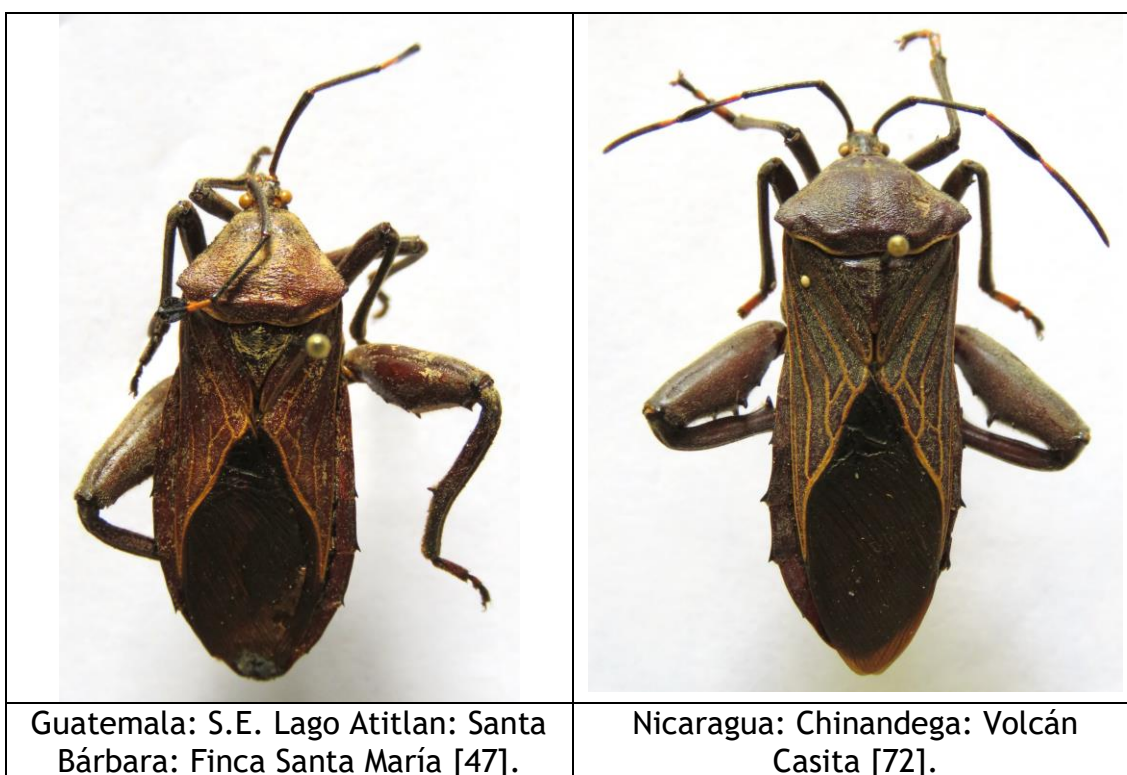 Guatemala: S.E. Lago Atitlan: Santa
Bárbara: Finca Santa María [47].
Nicaragua: Chinandega: Volcán
Casita [72].